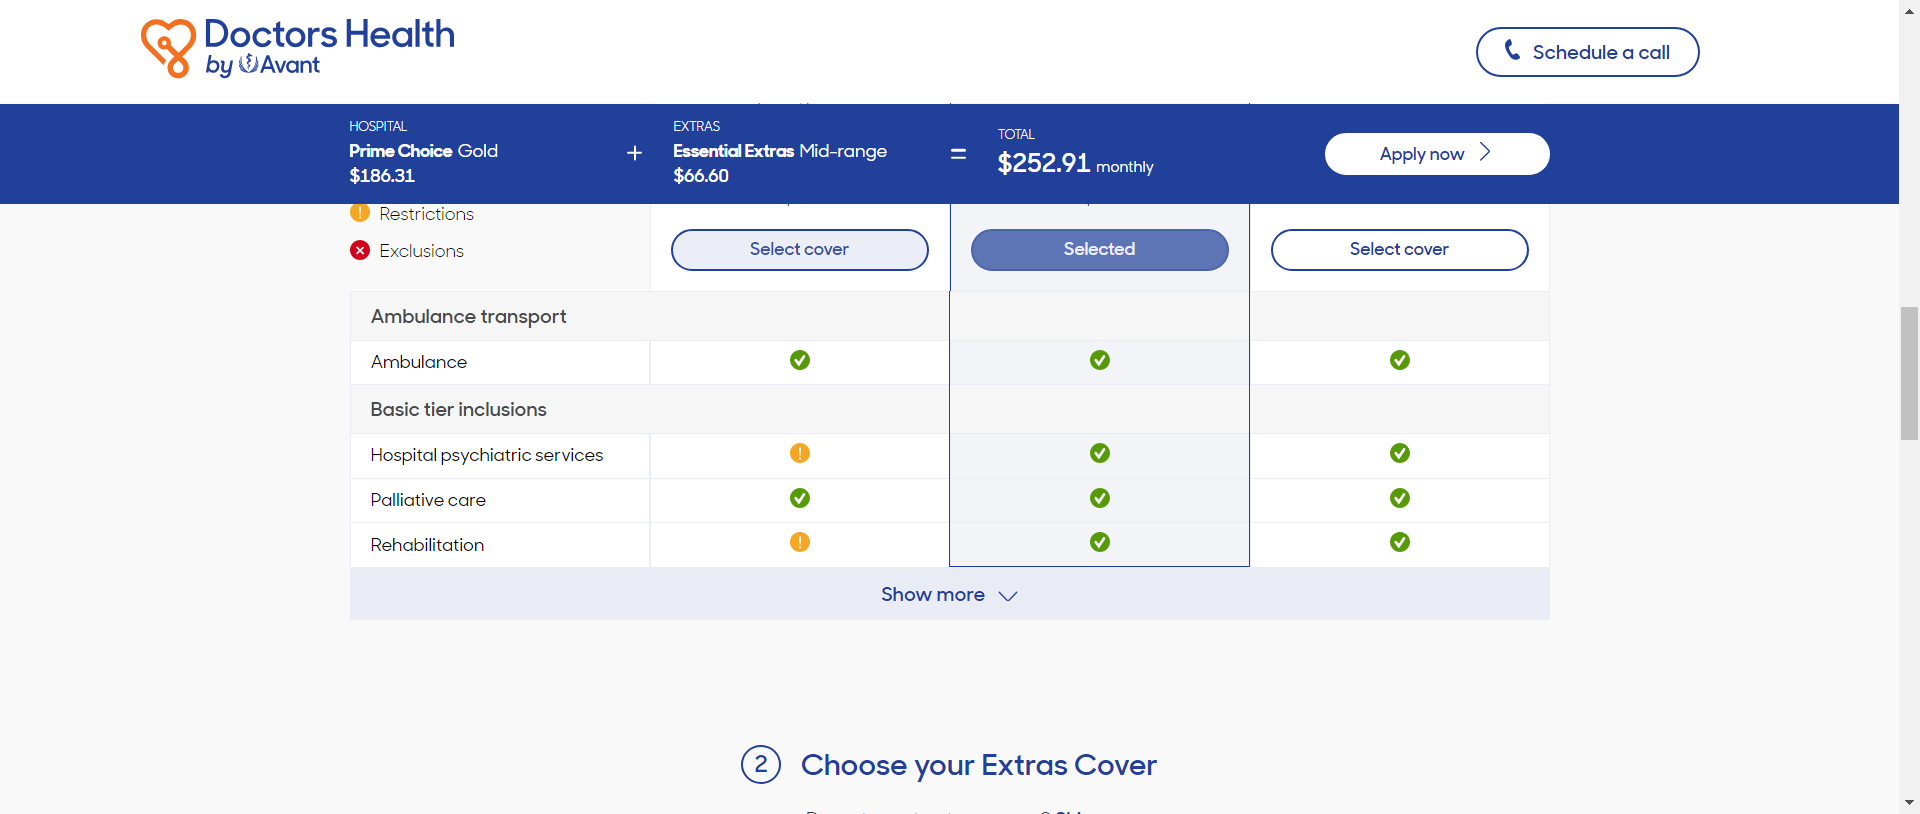 Doctors Health
by Avant
Schedule a call
HOSPITAL
Prime Choice Gold
$186.31
+
EXTRAS
Essential Extras Mid-range
$66.60
=
TOTAL
$252.91 monthly
Apply now
Restrictions
Exclusions
Select cover
Selected
Select cover
Ambulance transport
Ambulance
Basic tier inclusions
Hospital psychiatric services
Palliative care
Rehabilitation
Show more
2 Choose your Extras Cover